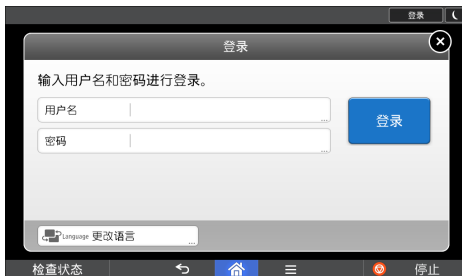 登录
登录
输入用户名和密码进行登录。
用户名
...
密码
...
登录
Language 更改语言
...
检查状态
停止